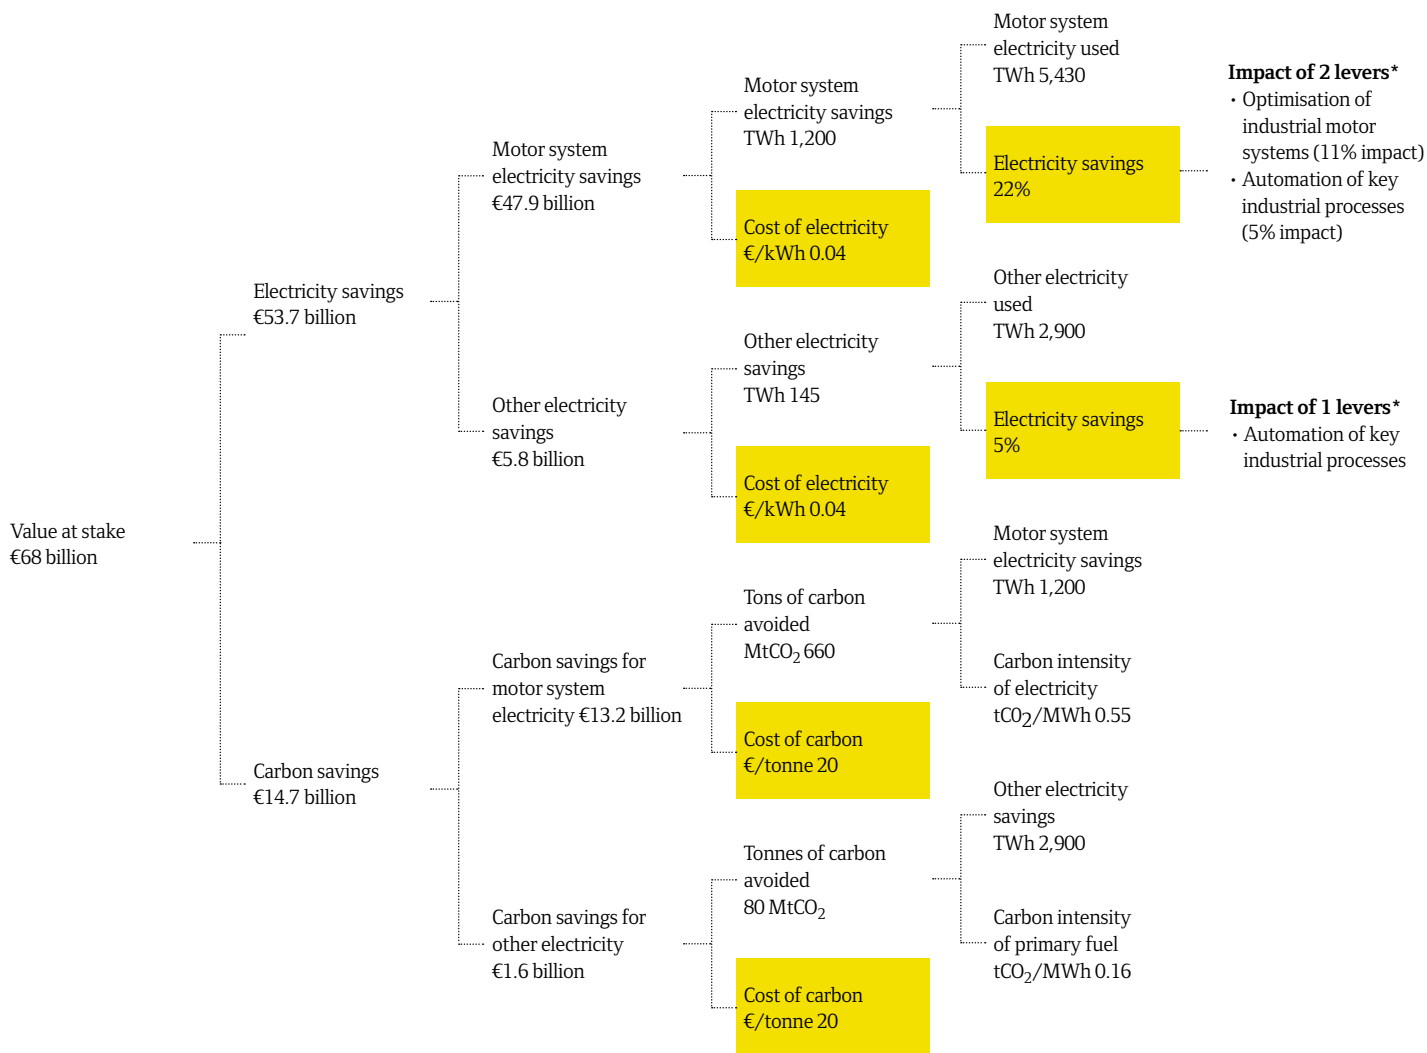 Value at stake
€68 billion
Electricity savings
€53.7 billion
Carbon savings
€14.7 billion
Motor system
electricity savings
€47.9 billion
Other electricity
savings
€5.8 billion
Carbon savings for
motor system
electricity €13.2 billion
Carbon savings for
other electricity
€1.6 billion
Motor system
electricity savings
TWh 1,200
Cost of electricity
€/kWh 0.04
Other electricity
savings
TWh 145
Cost of electricity
€/kWh 0.04
Tons of carbon
avoided
MtCO₂ 660
Cost of carbon
€/tonne 20
Tonnes of carbon
avoided
80 MtCO₂
Cost of carbon
€/tonne 20
Motor system
electricity used
TWh 5,430
Electricity savings
22%
Other electricity
used
TWh 2,900
Electricity savings
5%
Motor system
electricity savings
TWh 1,200
Carbon intensity
of electricity
tC0₂/MWh 0.55
Other electricity
savings
TWh 2,900
Carbon intensity
of primary fuel
tCO₂/MWh 0.16
Impact of 2 levers*
· Optimisation of
industrial motor
systems (11% impact)
· Automation of key
industrial processes
(5% impact)
Impact of 1 levers*
· Automation of key
industrial processes